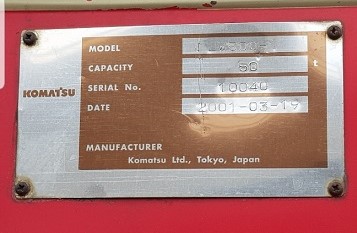 MODEL
CAPACITY t
SERIAL No. 10040
KOMATSU
DATE 2001-03-19
MANUFACTURER
Komatsu Ltd., Tokyo, Japan